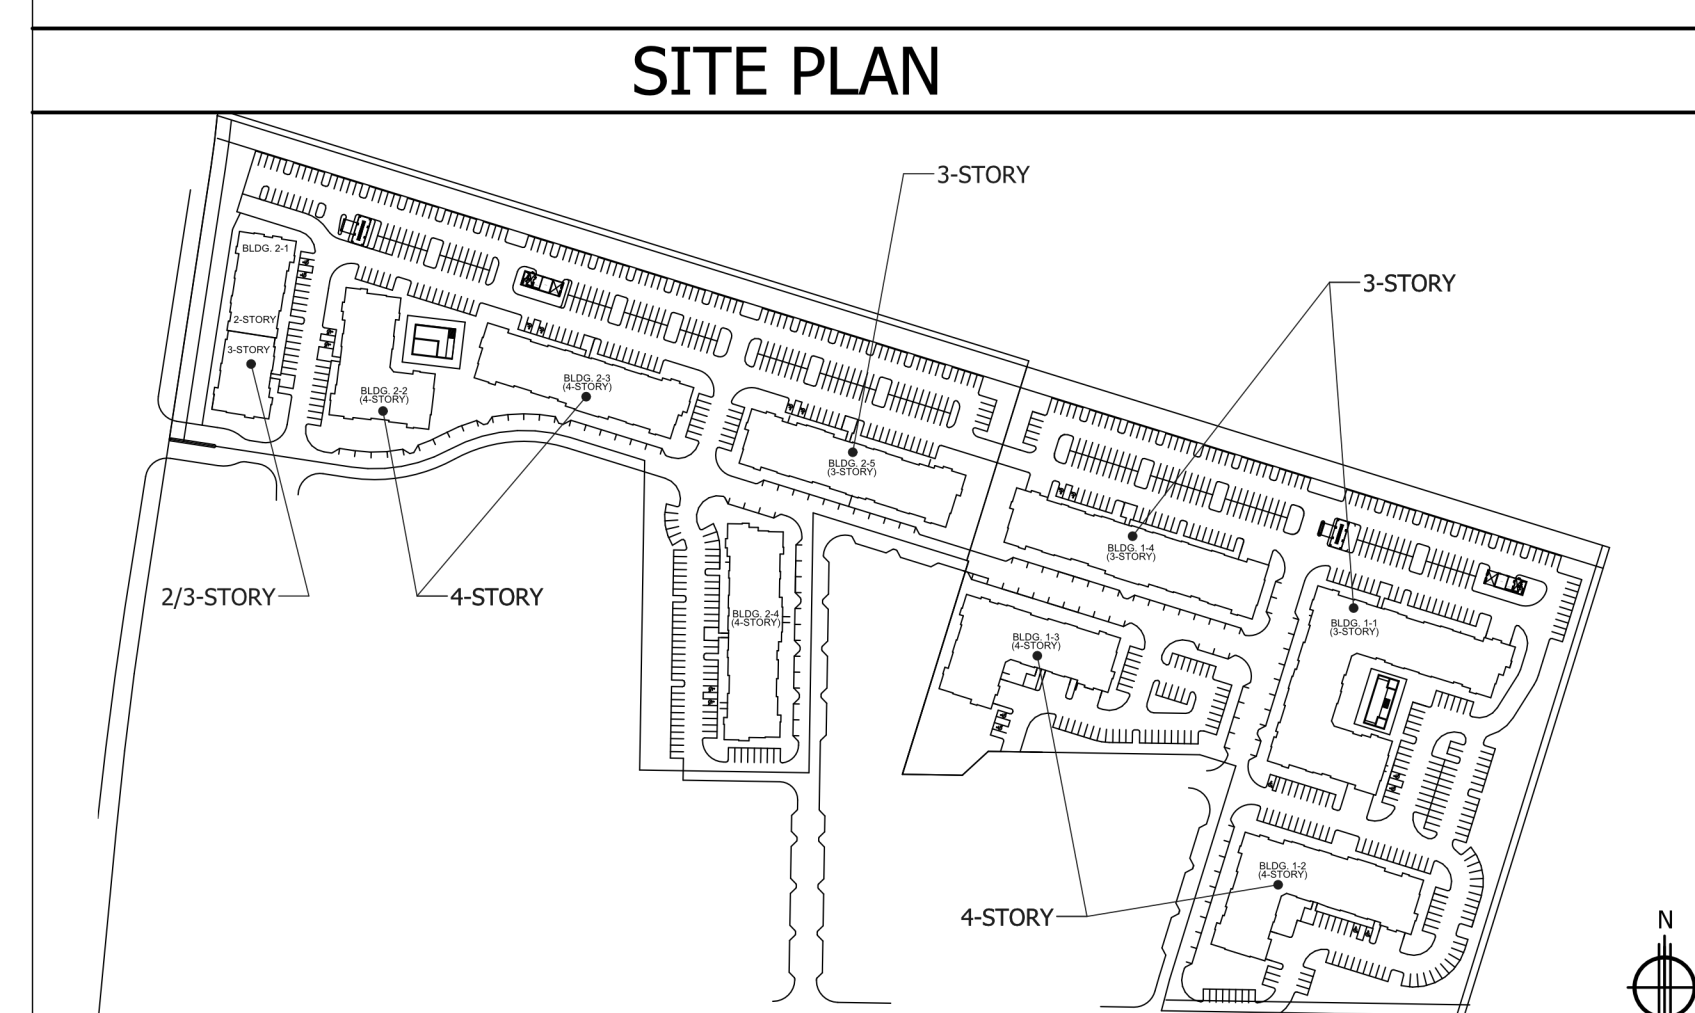 SITE PLAN
3-STORY
3-STORY
BLDG. 2-1
2-STORY
3-STORY
BLDG. 2-2
(4-STORY)
BLDG. 2-3
(4-STORY)
BLDG. 2-5
(3-STORY)
BLDG. 1-4
(3-STORY)
2/3-STORY
4-STORY
BLDG. 2-4
(4-STORY)
BLDG. 1-3
(4-STORY)
BLDG. 1-1
(3-STORY)
BLDG. 1-2
(4-STORY)
4-STORY
N